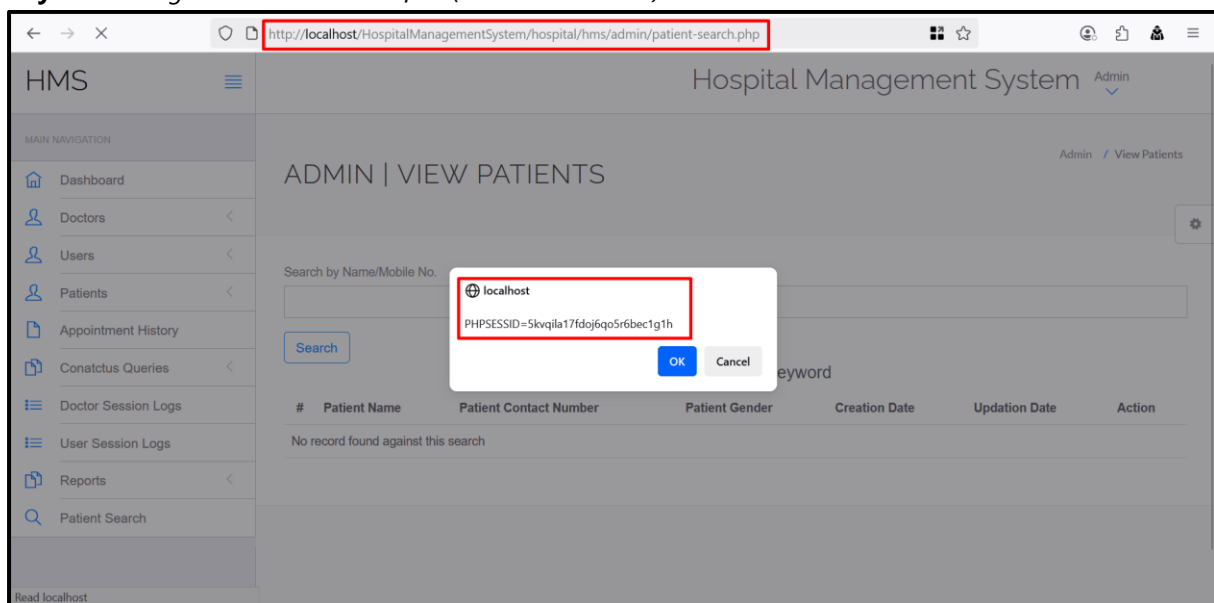 http://localhost/HospitalManagementSystem/hospital/hms/admin/patient-search.php
HMS
Hospital Management System
Admin
MAIN NAVIGATION
Dashboard
Doctors
Users
Patients
Appointment History
Conatctus Queries
Doctor Session Logs
User Session Logs
Reports
Patient Search
Admin / View Patients
ADMIN | VIEW PATIENTS
Search by Name/Mobile No.
localhost
PHPSESSID=5kvqila17fdoj6qo5r6bec1g1h
OK Cancel
Search
eyword
# Patient Name Patient Contact Number Patient Gender Creation Date Updation Date Action
No record found against this search
Read localhost